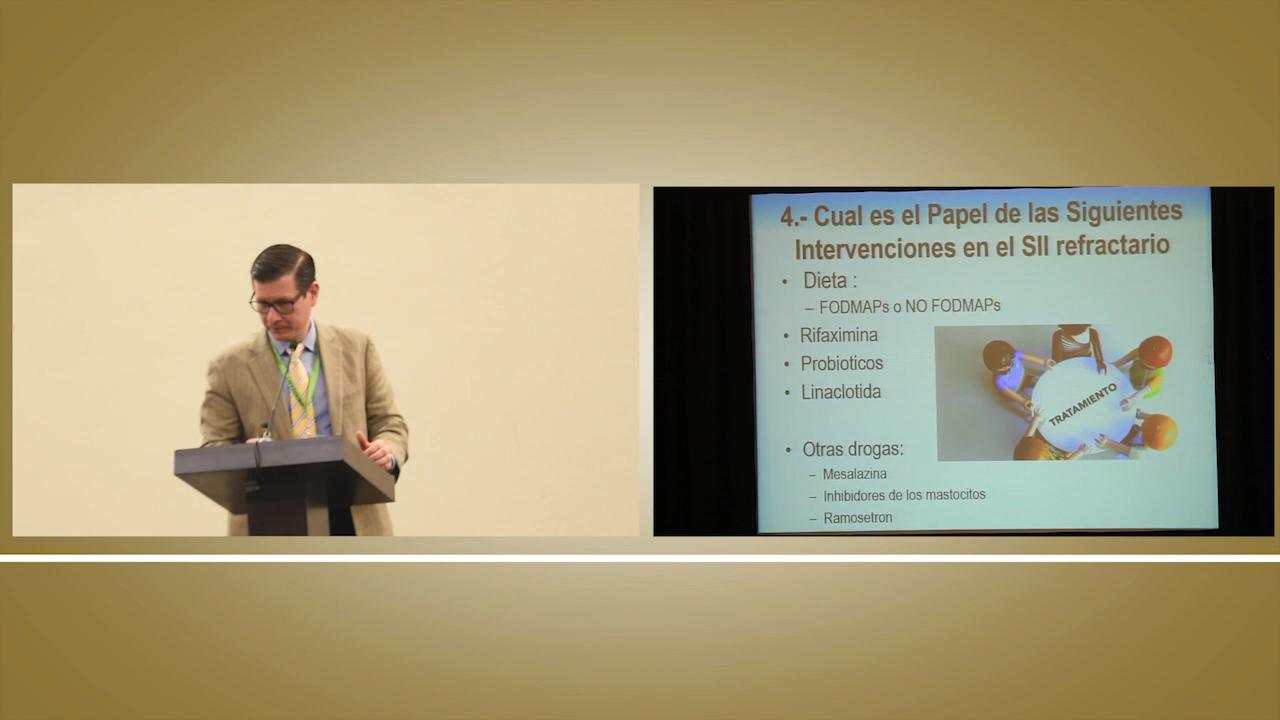 4.- Cual es el Papel de las Siguientes
Intervenciones en el SII refractario
• Dieta :
– FODMAPs o NO FODMAPs
• Rifaximina
• Probioticos
• Linaclotida
TRATAMIENTO
• Otras drogas:
– Mesalazina
– Inhibidores de los mastocitos
– Ramosetron